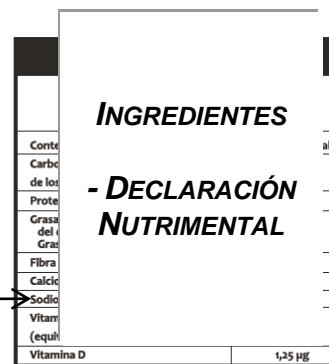 INGREDIENTES
- DECLARACIÓN
NUTRIMENTAL
Conte
Carbo
de los
Prote
Grasa
del
Gras
Fibra
Calcio
Sodio
Vitam
(equi
Vitamina D 1,25 µg